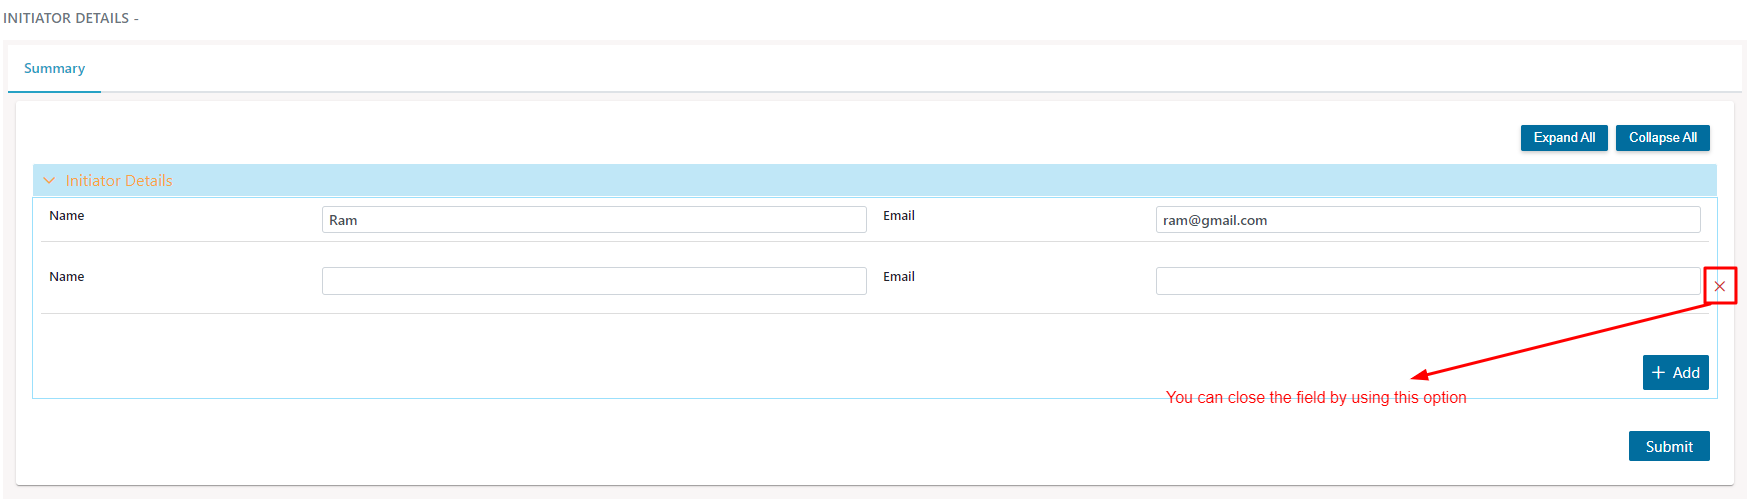 INITIATOR DETAILS -
Summary
Expand All Collapse All
Initiator Details
Name Ram Email ram@gmail.com
Name Email
+ Add
You can close the field by using this option
Submit